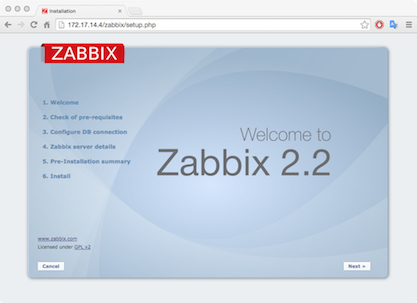 Installation
172.17.14.4/zabbix/setup.php
ZABBIX
1. Welcome
2. Check of pre-requisites
3. Configure DB connection
4. Zabbix server details
5. Pre-Installation summary
6. Install
Welcome to
Zabbix 2.2
www.zabbix.com
Licensed under GPL v2
Cancel
Next »